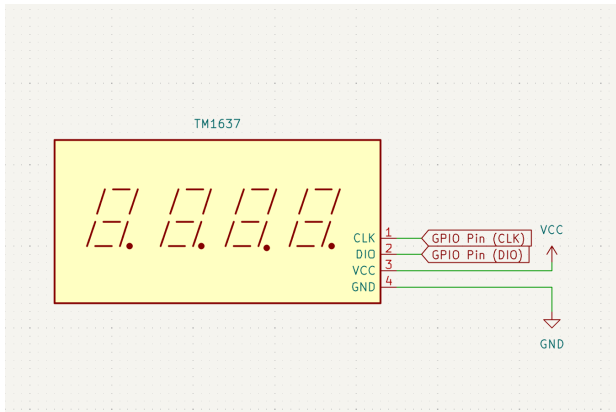 TM1637
CLK 1 GPIO Pin (CLK)
DIO 2 GPIO Pin (DIO)
VCC 3
GND 4
VCC
GND